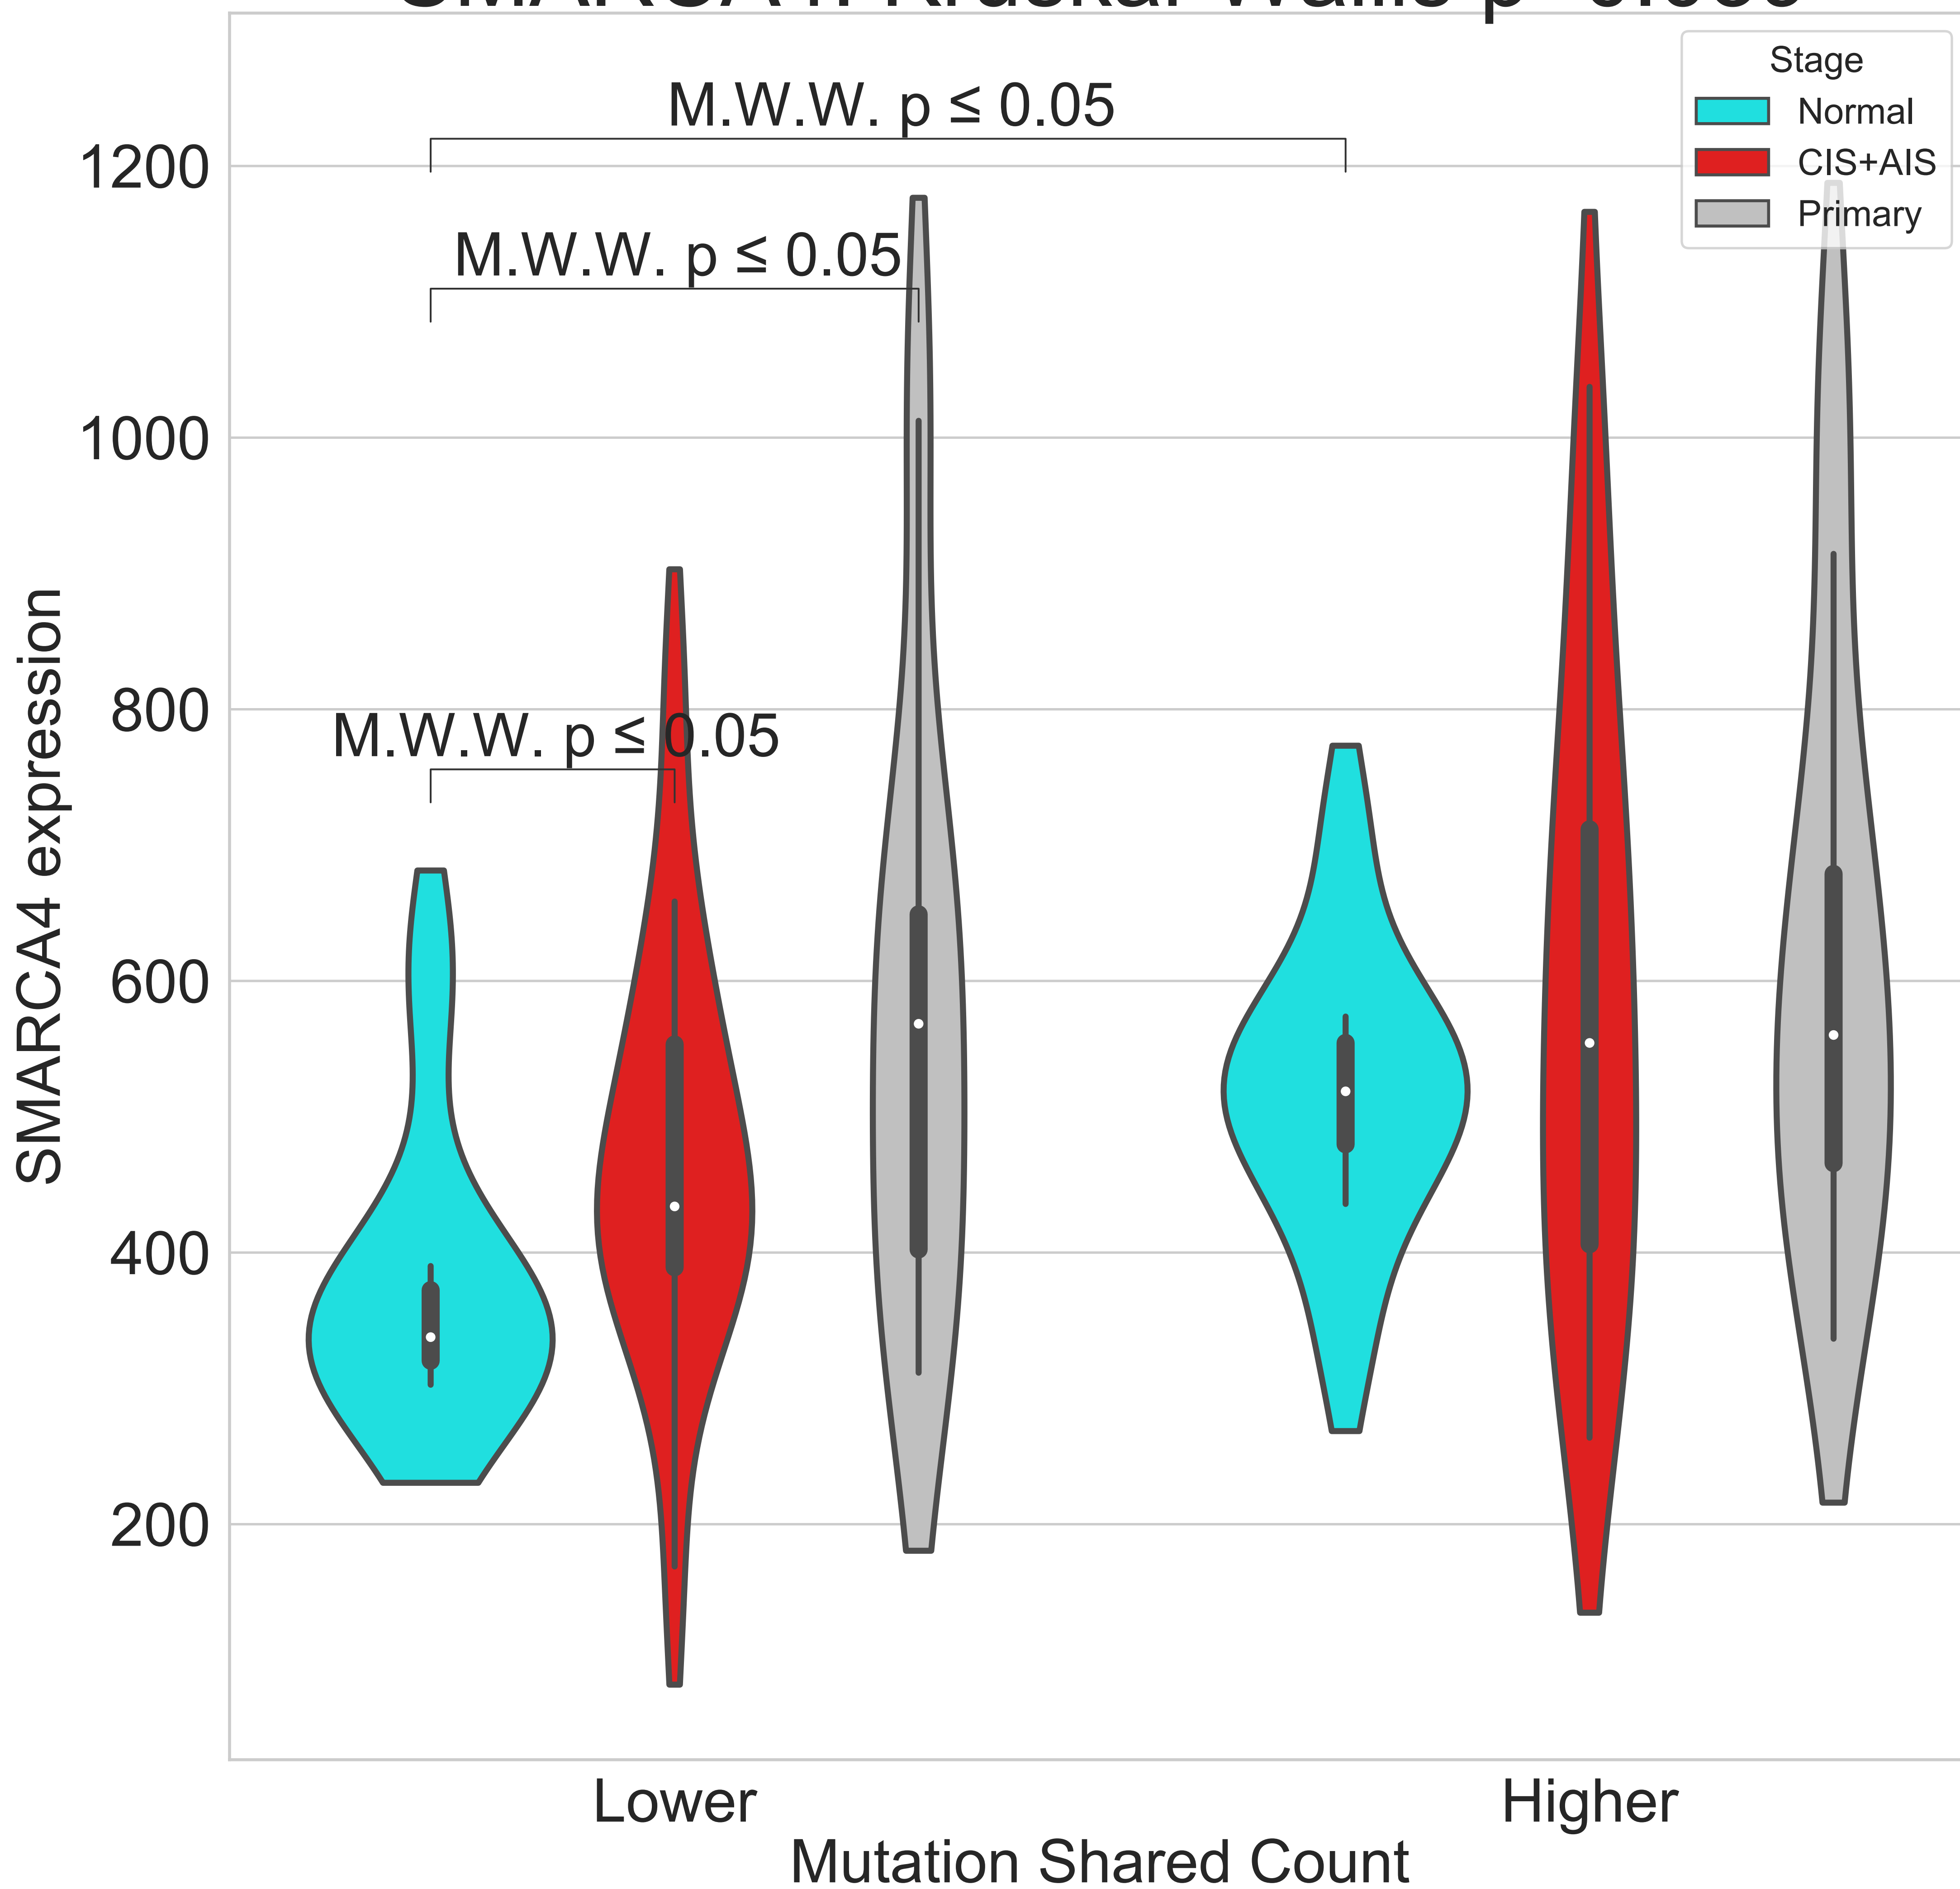 Stage
Normal
CIS+AIS
Primary
M.W.W. p ≤ 0.05
M.W.W. p ≤ 0.05
M.W.W. p ≤ 0.05
1200
1000
800
600
400
200
SMARCA4 expression
Lower
Higher
Mutation Shared Count